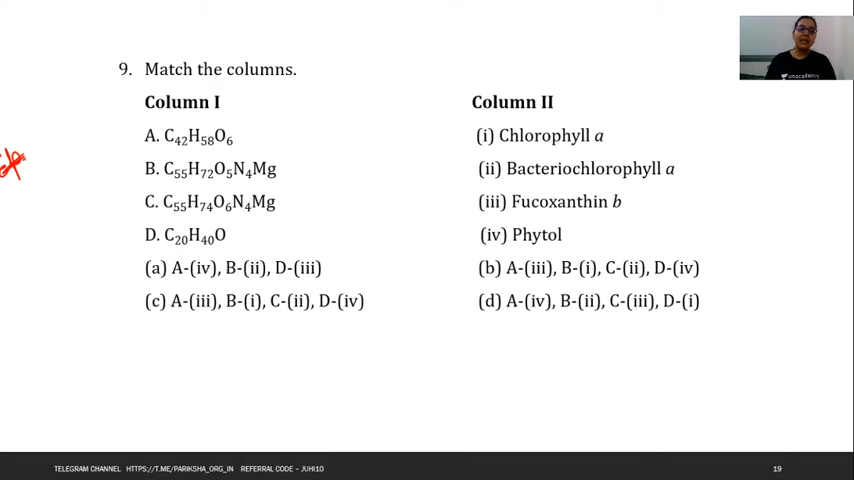 9. Match the columns.
Column I Column II
A. C₄₂H₅₈O₆ (i) Chlorophyll a
B. C₅₅H₇₂O₅N₄Mg (ii) Bacteriochlorophyll a
C. C₅₅H₇₄O₆N₄Mg (iii) Fucoxanthin b
D. C₂₀H₄₀O (iv) Phytol
(a) A-(iv), B-(ii), D-(iii) (b) A-(iii), B-(i), C-(ii), D-(iv)
(c) A-(iii), B-(i), C-(ii), D-(iv) (d) A-(iv), B-(ii), C-(iii), D-(i)
unacademy
TELEGRAM CHANNEL HTTPS://T.ME/PARIKSHA_ORG_IN REFERRAL CODE – JUHI10 19